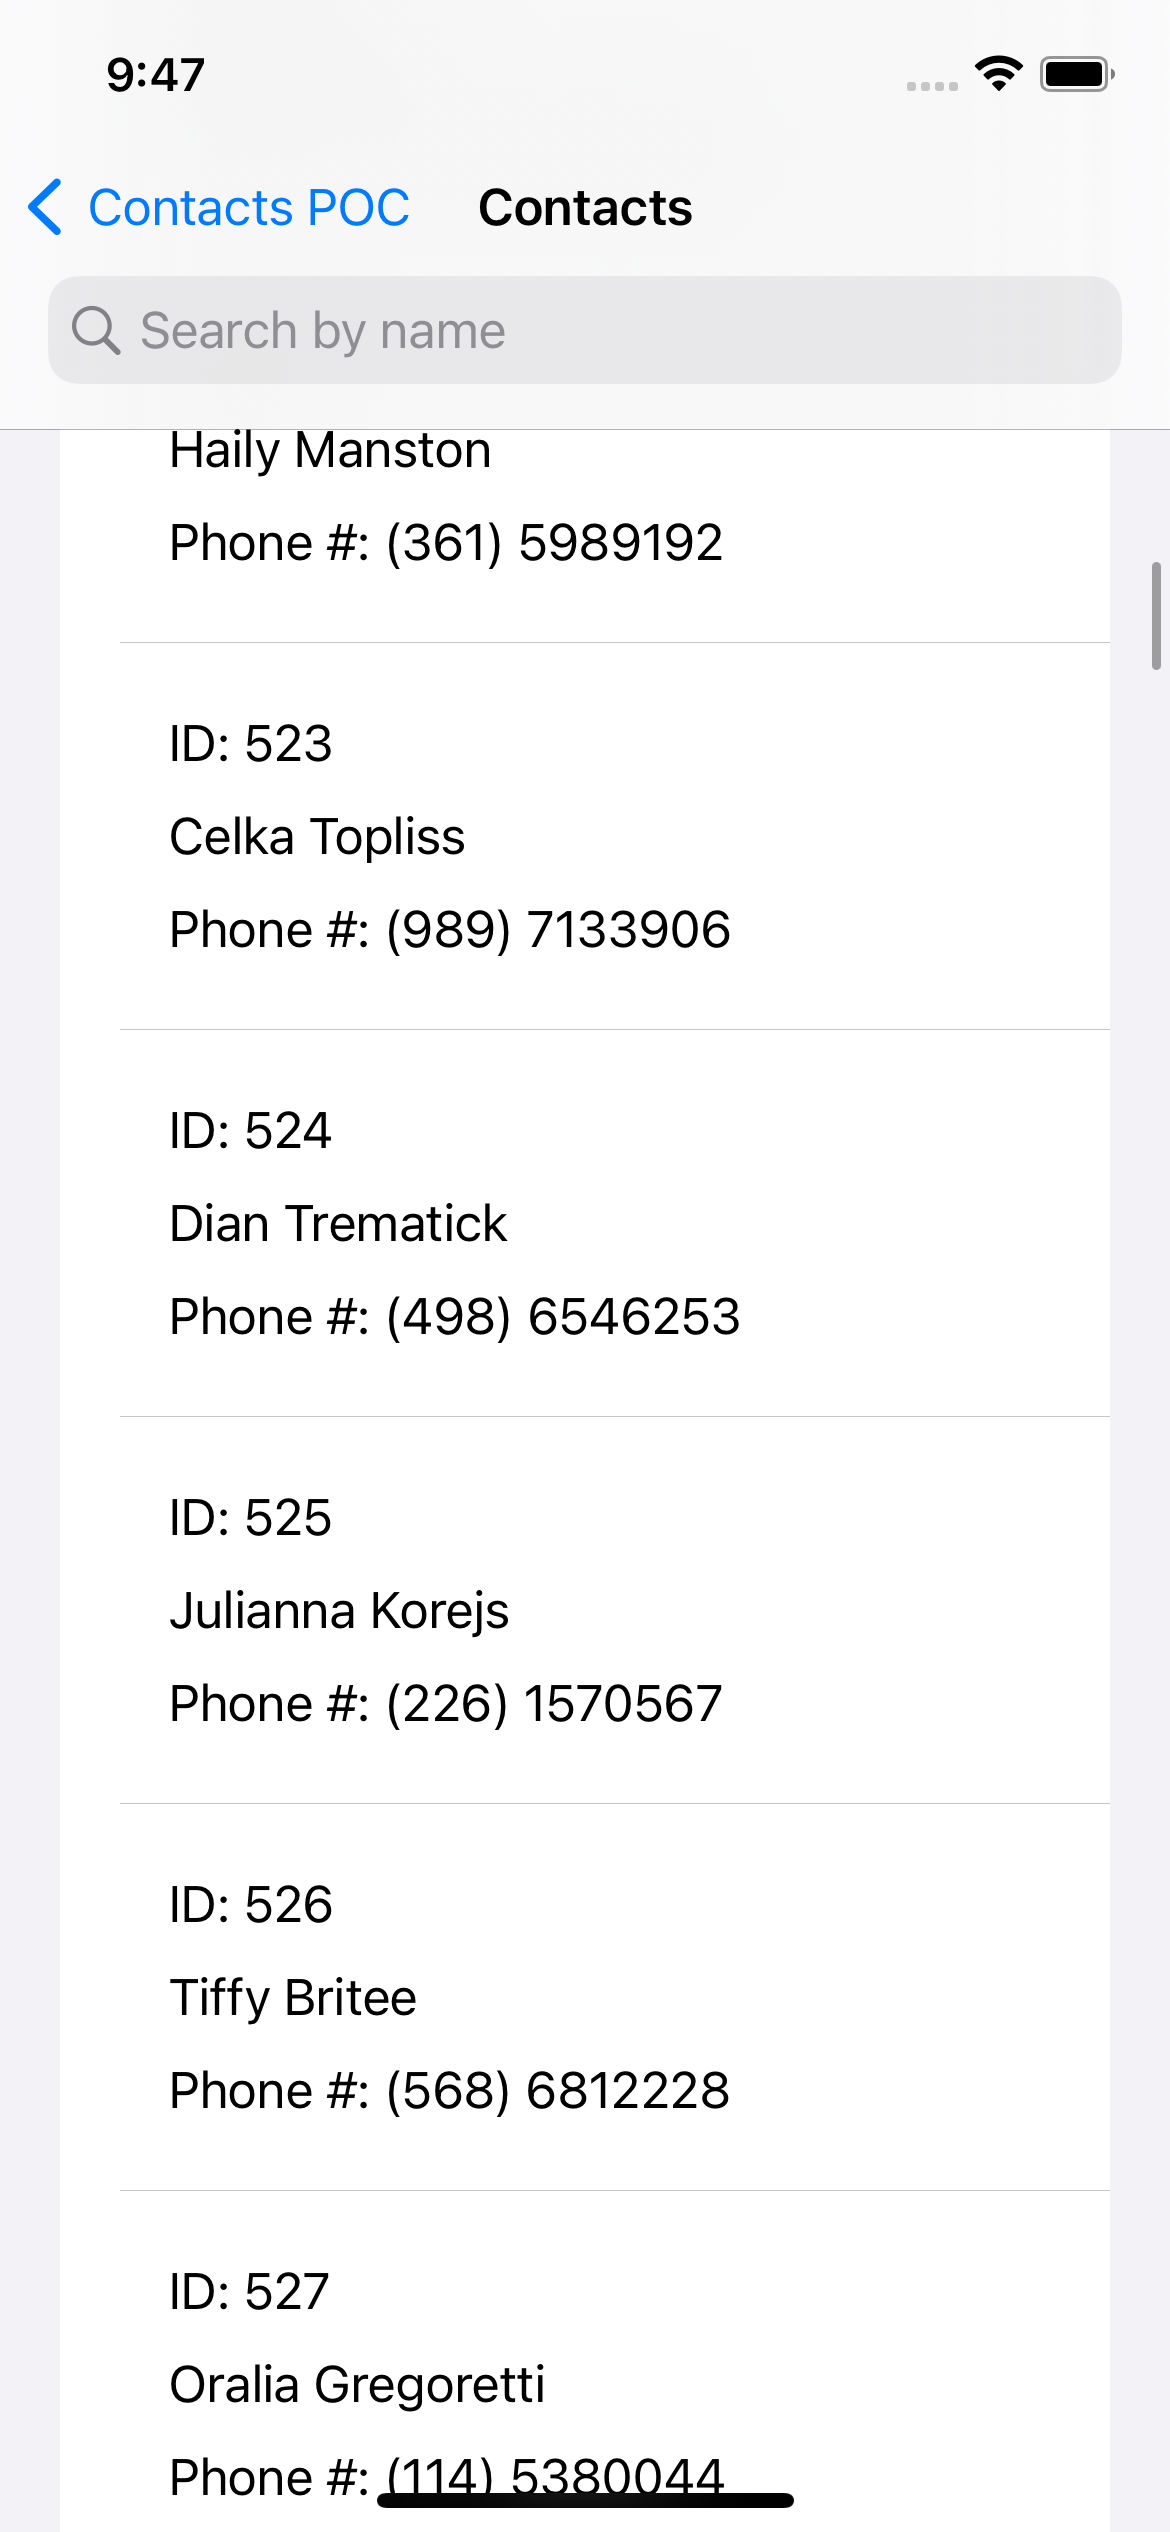 9:47
Contacts POC
Contacts
Search by name
Haily Manston
Phone #: (361) 5989192
ID: 523
Celka Topliss
Phone #: (989) 7133906
ID: 524
Dian Trematick
Phone #: (498) 6546253
ID: 525
Julianna Korejs
Phone #: (226) 1570567
ID: 526
Tiffy Britee
Phone #: (568) 6812228
ID: 527
Oralia Gregoretti
Phone #: (114) 5380044